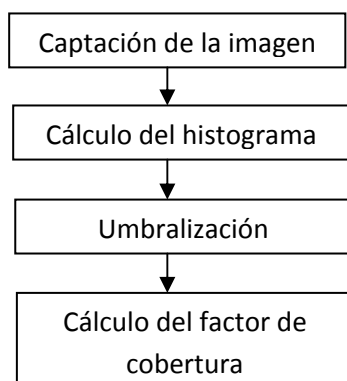 Captación de la imagen
Cálculo del histograma
Umbralización
Cálculo del factor de
cobertura